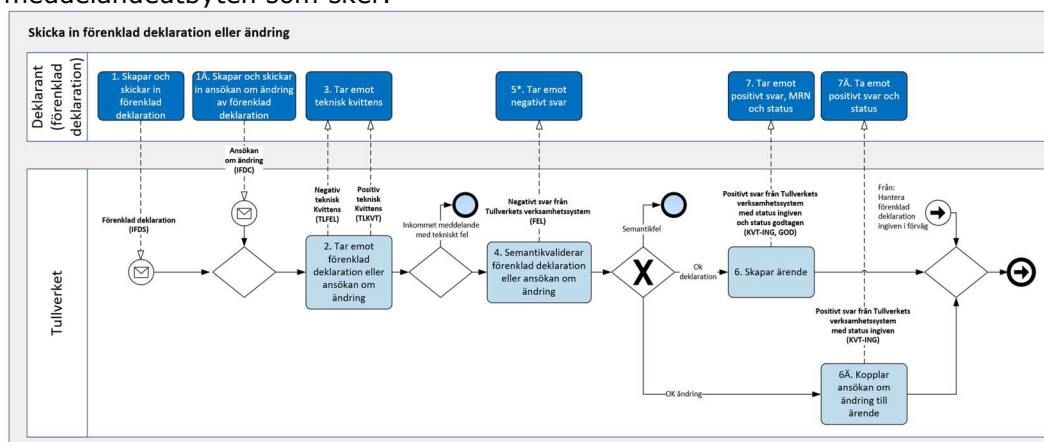 meddelandeutbyten som sker.
Skicka in förenklad deklaration eller ändring
Deklarant
(förenklad
deklaration)
1. Skapar och
skickar in
förenklad
deklaration
1Ä. Skapar och skickar
in ansökan om ändring
av förenklad
deklaration
3. Tar emot
teknisk kvittens
5*. Tar emot
negativt svar
7. Tar emot
positivt svar, MRN
och status
7Ä. Ta emot
positivt svar och
status
Ansökan
om ändring
(IFDC)
Förenklad deklaration
(IFDS)
Negativ
teknisk
Kvittens
(TLFEL)
Positiv
teknisk
Kvittens
(TLKVT)
Inkommet meddelande
med tekniskt fel
Negativt svar från
Tullverkets verksamhetssystem
(FEL)
Semantikfel
Positivt svar från Tullverkets
verksamhetssystem
med status ingiven
och status godtagen
(KVT-ING, GOD)
Från:
Hantera
förenklad
deklaration
ingiven i förväg
Tullverket
2. Tar emot
förenklad
deklaration eller
ansökan om
ändring
4. Semantikvaliderar
förenklad deklaration
eller ansökan om
ändring
X
Ok
deklaration
6. Skapar ärende
Positivt svar från Tullverkets
verksamhetssystem
med status ingiven
(KVT-ING)
OK ändring
6Ä. Kopplar
ansökan om
ändring till
ärende